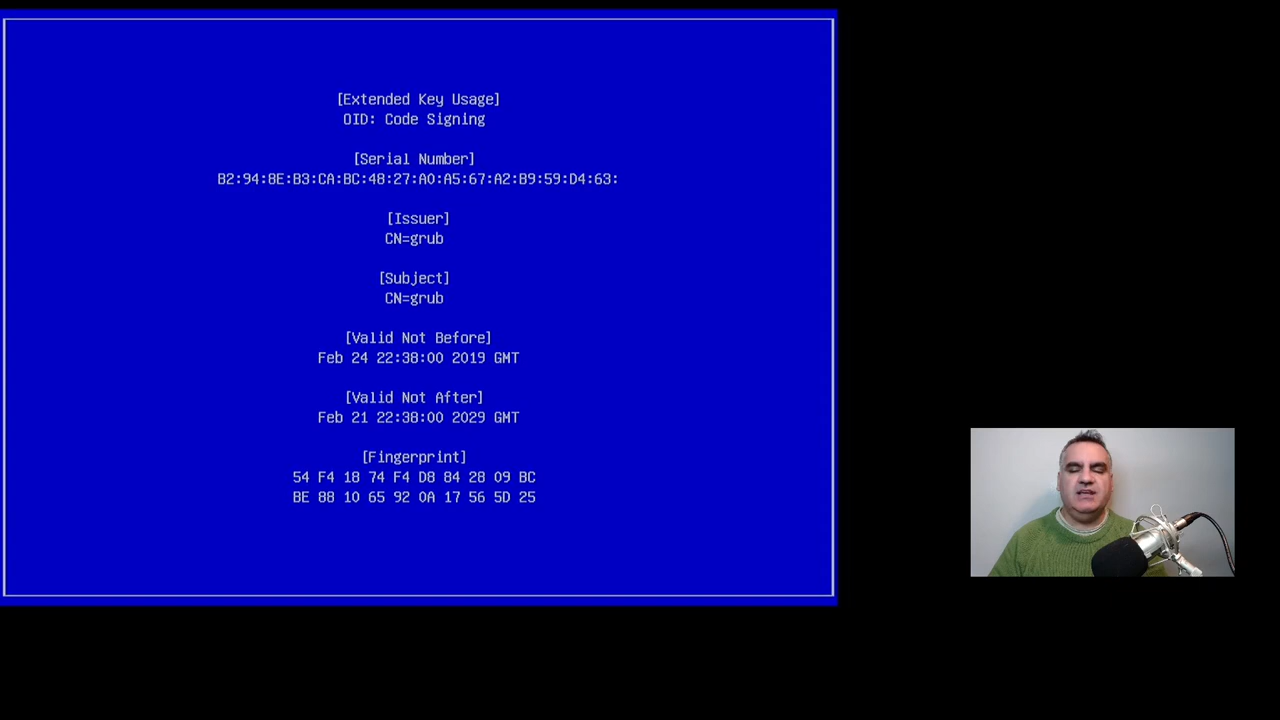 [Extended Key Usage]
OID: Code Signing
[Serial Number]
B2:94:8E:B3:CA:BC:48:27:A0:A5:67:A2:B9:59:D4:63:
[Issuer]
CN=grub
[Subject]
CN=grub
[Valid Not Before]
Feb 24 22:38:00 2019 GMT
[Valid Not After]
Feb 21 22:38:00 2029 GMT
[Fingerprint]
54 F4 18 74 F4 D8 84 28 09 BC
BE 88 10 65 92 0A 17 56 5D 25